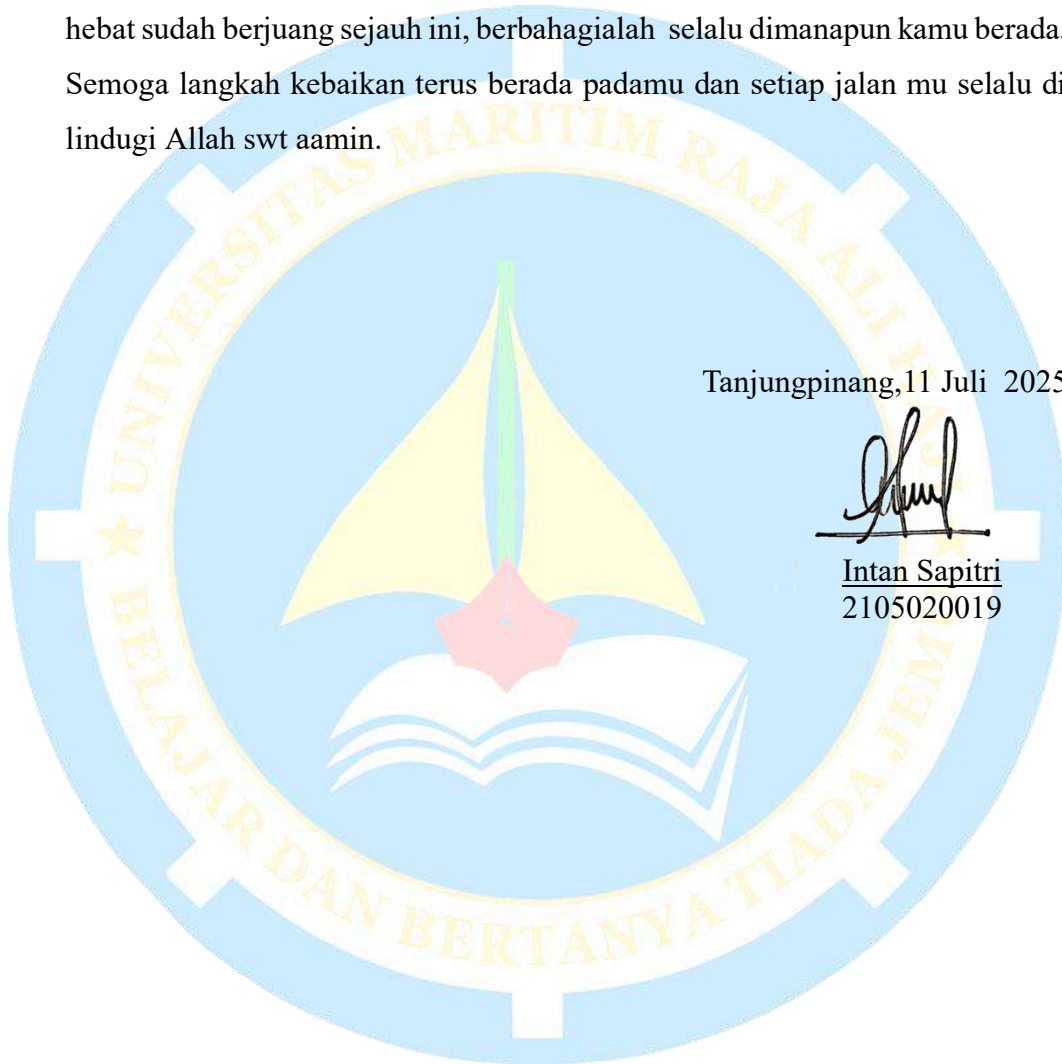 hebat sudah berjuang sejauh ini, berbahagialah selalu dimanapun kamu berada.
Semoga langkah kebaikan terus berada padamu dan setiap jalan mu selalu di
lindugi Allah swt aamin.
UNIVERSITAS MARITIM RAJA ALI HAJI
Tanjungpinang,11 Juli 2025
Intan Sapitri
2105020019
BELAJAR DAN BERTANYA TIADA JEMU